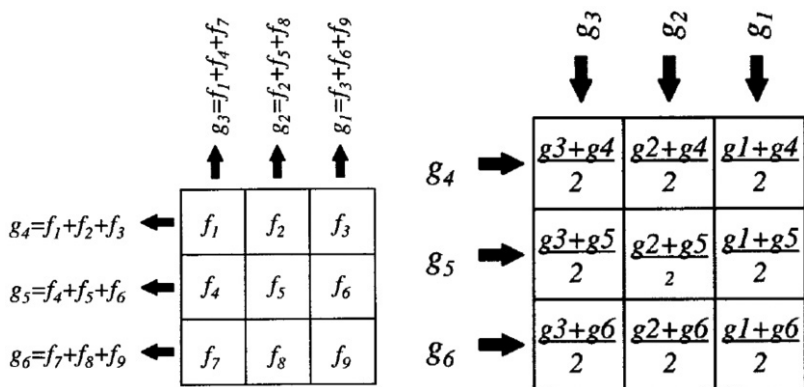 g3=f1+f4+f7
g2=f2+f5+f8
g1=f3+f6+f9
g4=f1+f2+f3
f1 f2 f3
g5=f4+f5+f6
f4 f5 f6
g6=f7+f8+f9
f7 f8 f9
g3 g2 g1
g4
g3+g4 g2+g4 g1+g4
2 2 2
g5
g3+g5 g2+g5 g1+g5
2 2 2
g6
g3+g6 g2+g6 g1+g6
2 2 2